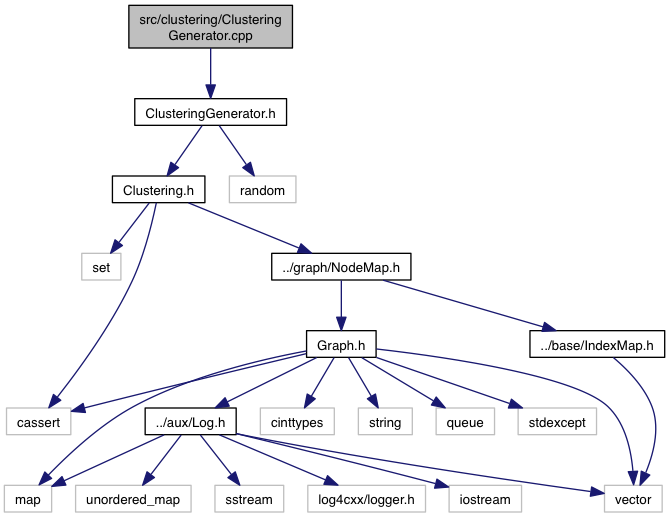 src/clustering/Clustering
Generator.cpp
ClusteringGenerator.h
Clustering.h
random
set
../graph/NodeMap.h
Graph.h
../base/IndexMap.h
cassert
../aux/Log.h
cinttypes
string
queue
stdexcept
map
unordered_map
sstream
log4cxx/logger.h
iostream
vector